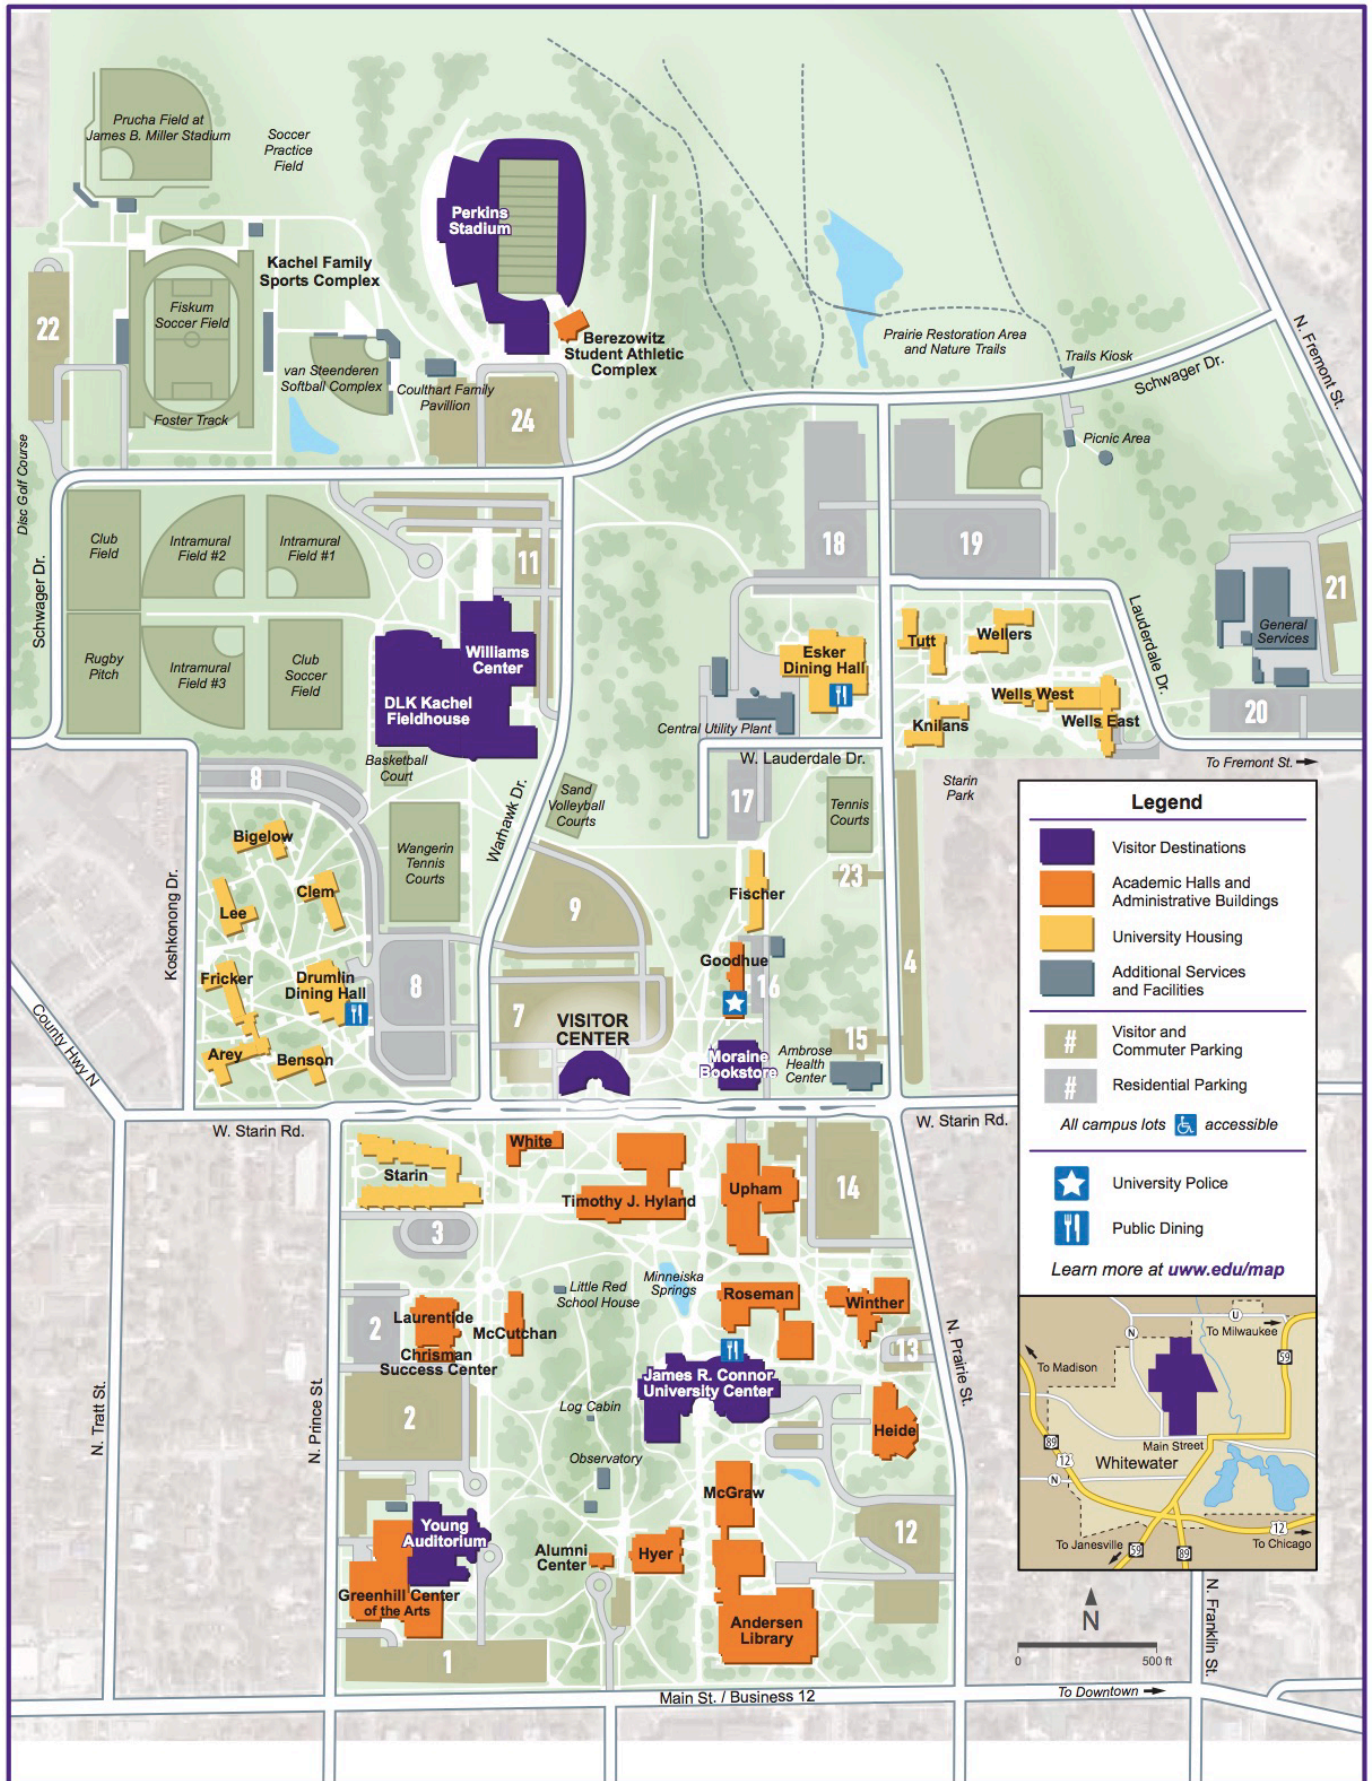 Prucha Field at
James B. Miller Stadium
Soccer
Practice
Field
Perkins
Stadium
Kachel Family
Sports Complex
22
Fiskum
Soccer Field
Foster Track
van Steenderen
Softball Complex
Coulthart Family
Pavillion
Berezowitz
Student Athletic
Complex
24
Prairie Restoration Area
and Nature Trails
Trails Kiosk
Schwager Dr.
N. Fremont St.
Picnic Area
Disc Golf Course
Schwager Dr.
Club
Field
Intramural
Field #2
Intramural
Field #1
11
18
19
21
General
Services
20
Lauderdale Dr.
To Fremont St.
Rugby
Pitch
Intramural
Field #3
Club
Soccer
Field
Williams
Center
DLK Kachel
Fieldhouse
Basketball
Court
Esker
Dining Hall
Central Utility Plant
W. Lauderdale Dr.
Tutt
Wellers
Wells West
Wells East
Knilans
Starin
Park
8
Bigelow
Clem
Lee
Fricker
Drumlin
Dining Hall
Arey
Benson
8
Koshkonong Dr.
County Hwy N
Wangerin
Tennis
Courts
Warhawk Dr.
Sand
Volleyball
Courts
17
Tennis
Courts
23
Fischer
9
4
Goodhue
16
7
VISITOR
CENTER
Moraine
Bookstore
Ambrose
Health
Center
15
W. Starin Rd.
W. Starin Rd.
Starin
White
Timothy J. Hyland
Upham
14
3
Little Red
School House
Minneiska
Springs
Roseman
Winther
2
Laurentide
McCutchan
Chrisman
Success Center
13
N. Prairie St.
James R. Connor
University Center
Log Cabin
2
Heide
Observatory
N. Tratt St.
N. Prince St.
McGraw
Young
Auditorium
Alumni
Center
Hyer
12
Greenhill Center
of the Arts
Andersen
Library
1
Main St. / Business 12
To Downtown
Legend
Visitor Destinations
Academic Halls and
Administrative Buildings
University Housing
Additional Services
and Facilities
#
Visitor and
Commuter Parking
#
Residential Parking
All campus lots accessible
University Police
Public Dining
Learn more at uww.edu/map
U
N
To Milwaukee
59
To Madison
Main Street
89
12
Whitewater
N
12
To Janesville
59
89
To Chicago
N
0
500 ft
N. Franklin St.